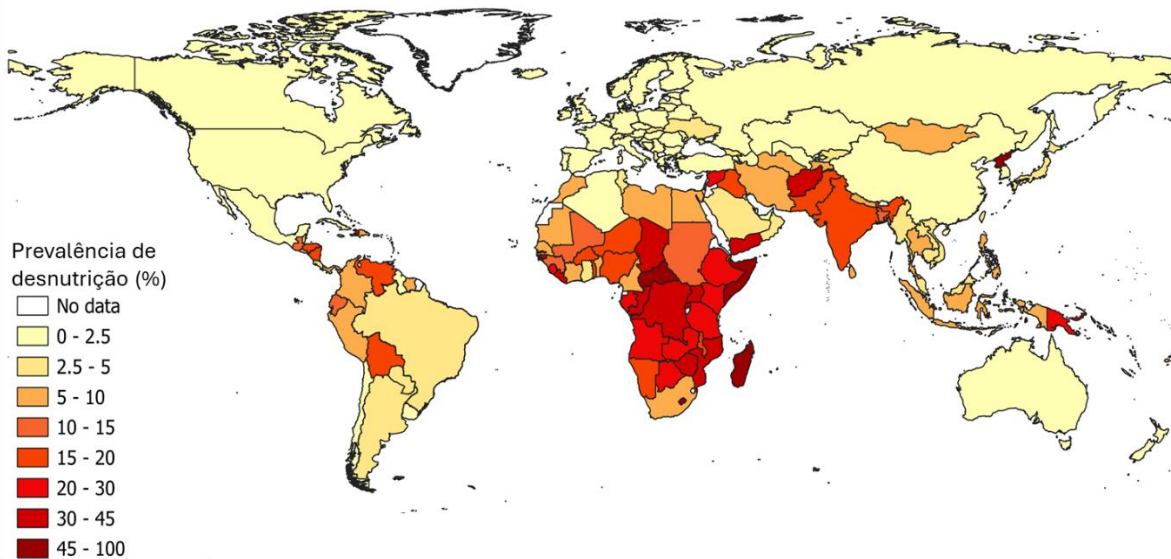 Prevalência de
desnutrição (%)
No data
0 - 2.5
2.5 - 5
5 - 10
10 - 15
15 - 20
20 - 30
30 - 45
45 - 100